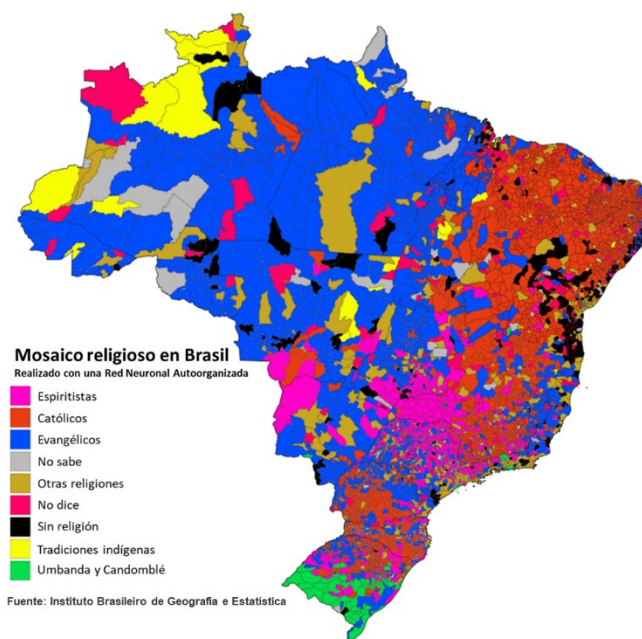 Mosaico religioso en Brasil
Realizado con una Red Neuronal Autoorganizada
Espiritistas
Católicos
Evangélicos
No sabe
Otras religiones
No dice
Sin religión
Tradiciones indígenas
Umbanda y Candomblé
Fuente: Instituto Brasileiro de Geografia e Estatistica